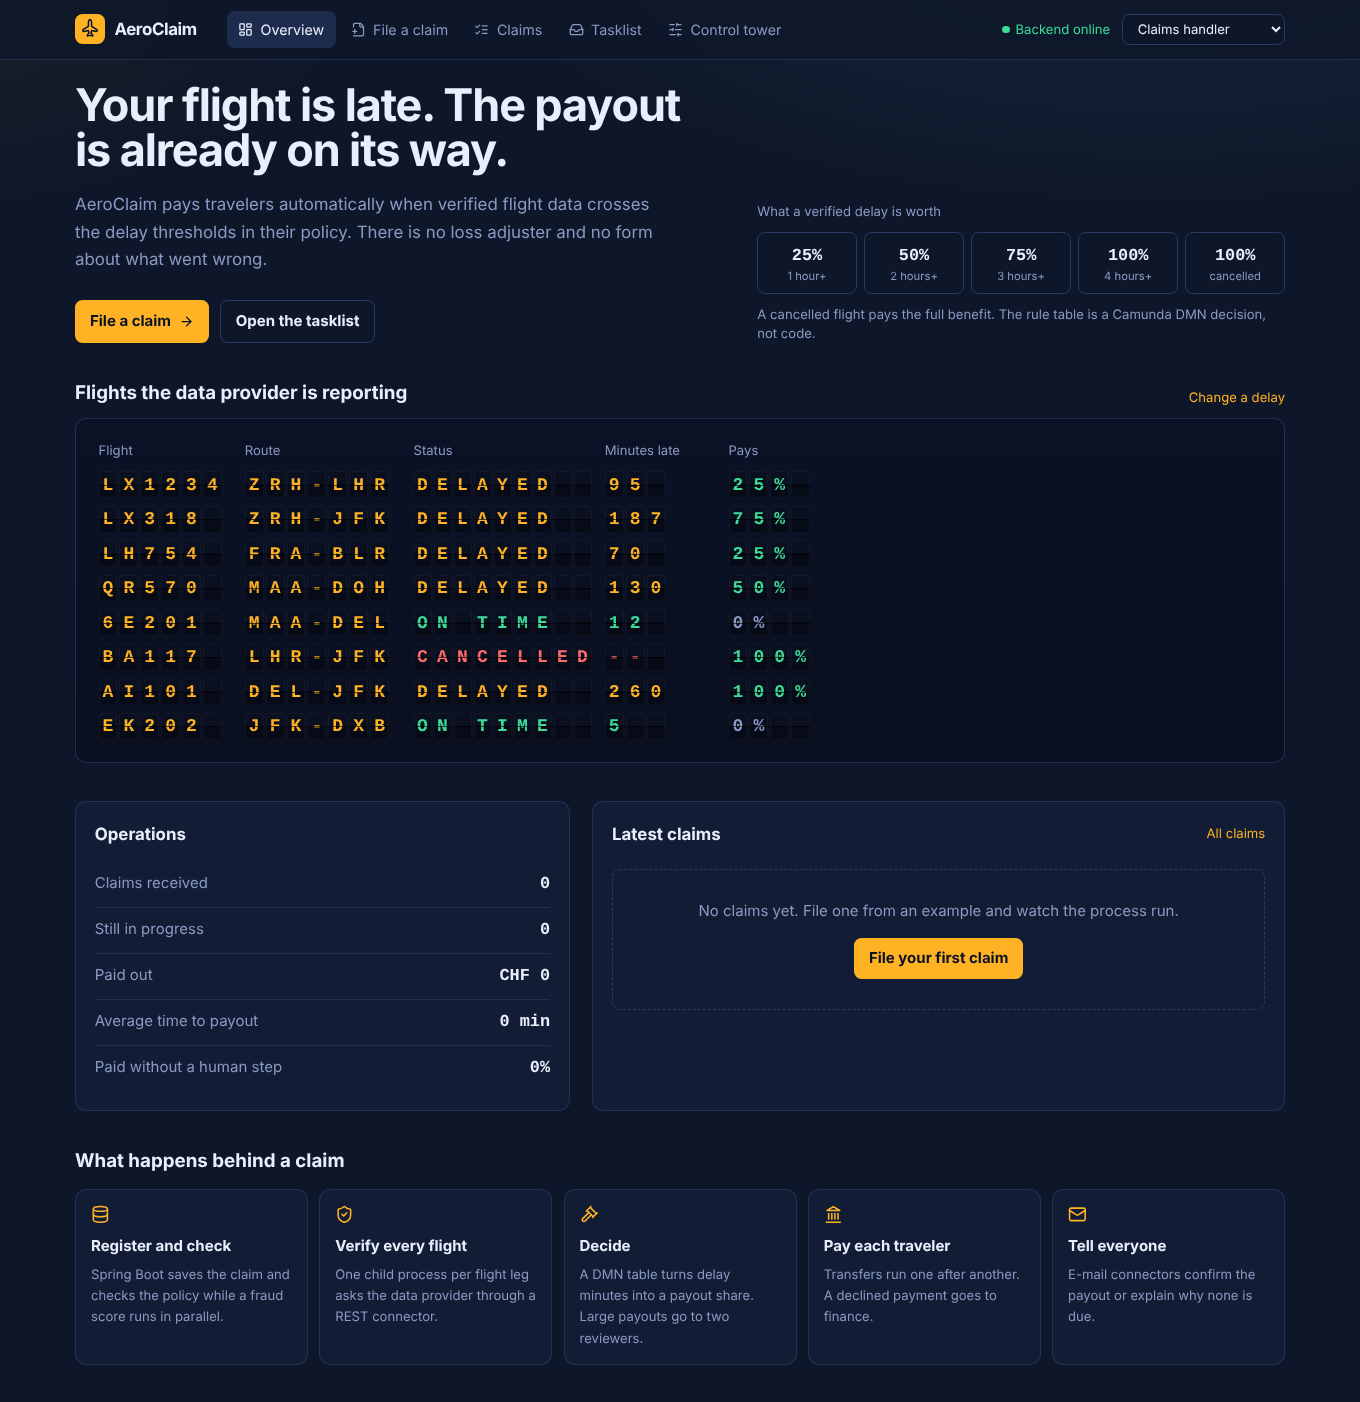 AeroClaim
Overview
File a claim
Claims
Tasklist
Control tower
Backend online
Claims handler
Your flight is late. The payout
is already on its way.
AeroClaim pays travelers automatically when verified flight data crosses
the delay thresholds in their policy. There is no loss adjuster and no form
about what went wrong.
File a claim →
Open the tasklist
What a verified delay is worth
25% 50% 75% 100% 100%
1 hour+ 2 hours+ 3 hours+ 4 hours+ cancelled
A cancelled flight pays the full benefit. The rule table is a Camunda DMN decision,
not code.
Flights the data provider is reporting
Change a delay
Flight Route Status Minutes late Pays
LX1234 ZRH-LHR DELAYED 95 25%
LX318 ZRH-JFK DELAYED 187 75%
LH754 FRA-BLR DELAYED 70 25%
QR570 MAA-DOH DELAYED 130 50%
6E201 MAA-DEL ON TIME 12 0%
BA117 LHR-JFK CANCELLED -- 100%
AI101 DEL-JFK DELAYED 260 100%
EK202 JFK-DXB ON TIME 5 0%
Operations
Claims received 0
Still in progress 0
Paid out CHF 0
Average time to payout 0 min
Paid without a human step 0%
Latest claims
All claims
No claims yet. File one from an example and watch the process run.
File your first claim
What happens behind a claim
Register and check
Spring Boot saves the claim and
checks the policy while a fraud
score runs in parallel.
Verify every flight
One child process per flight leg
asks the data provider through a
REST connector.
Decide
A DMN table turns delay
minutes into a payout share.
Large payouts go to two
reviewers.
Pay each traveler
Transfers run one after another.
A declined payment goes to
finance.
Tell everyone
E-mail connectors confirm the
payout or explain why none is
due.